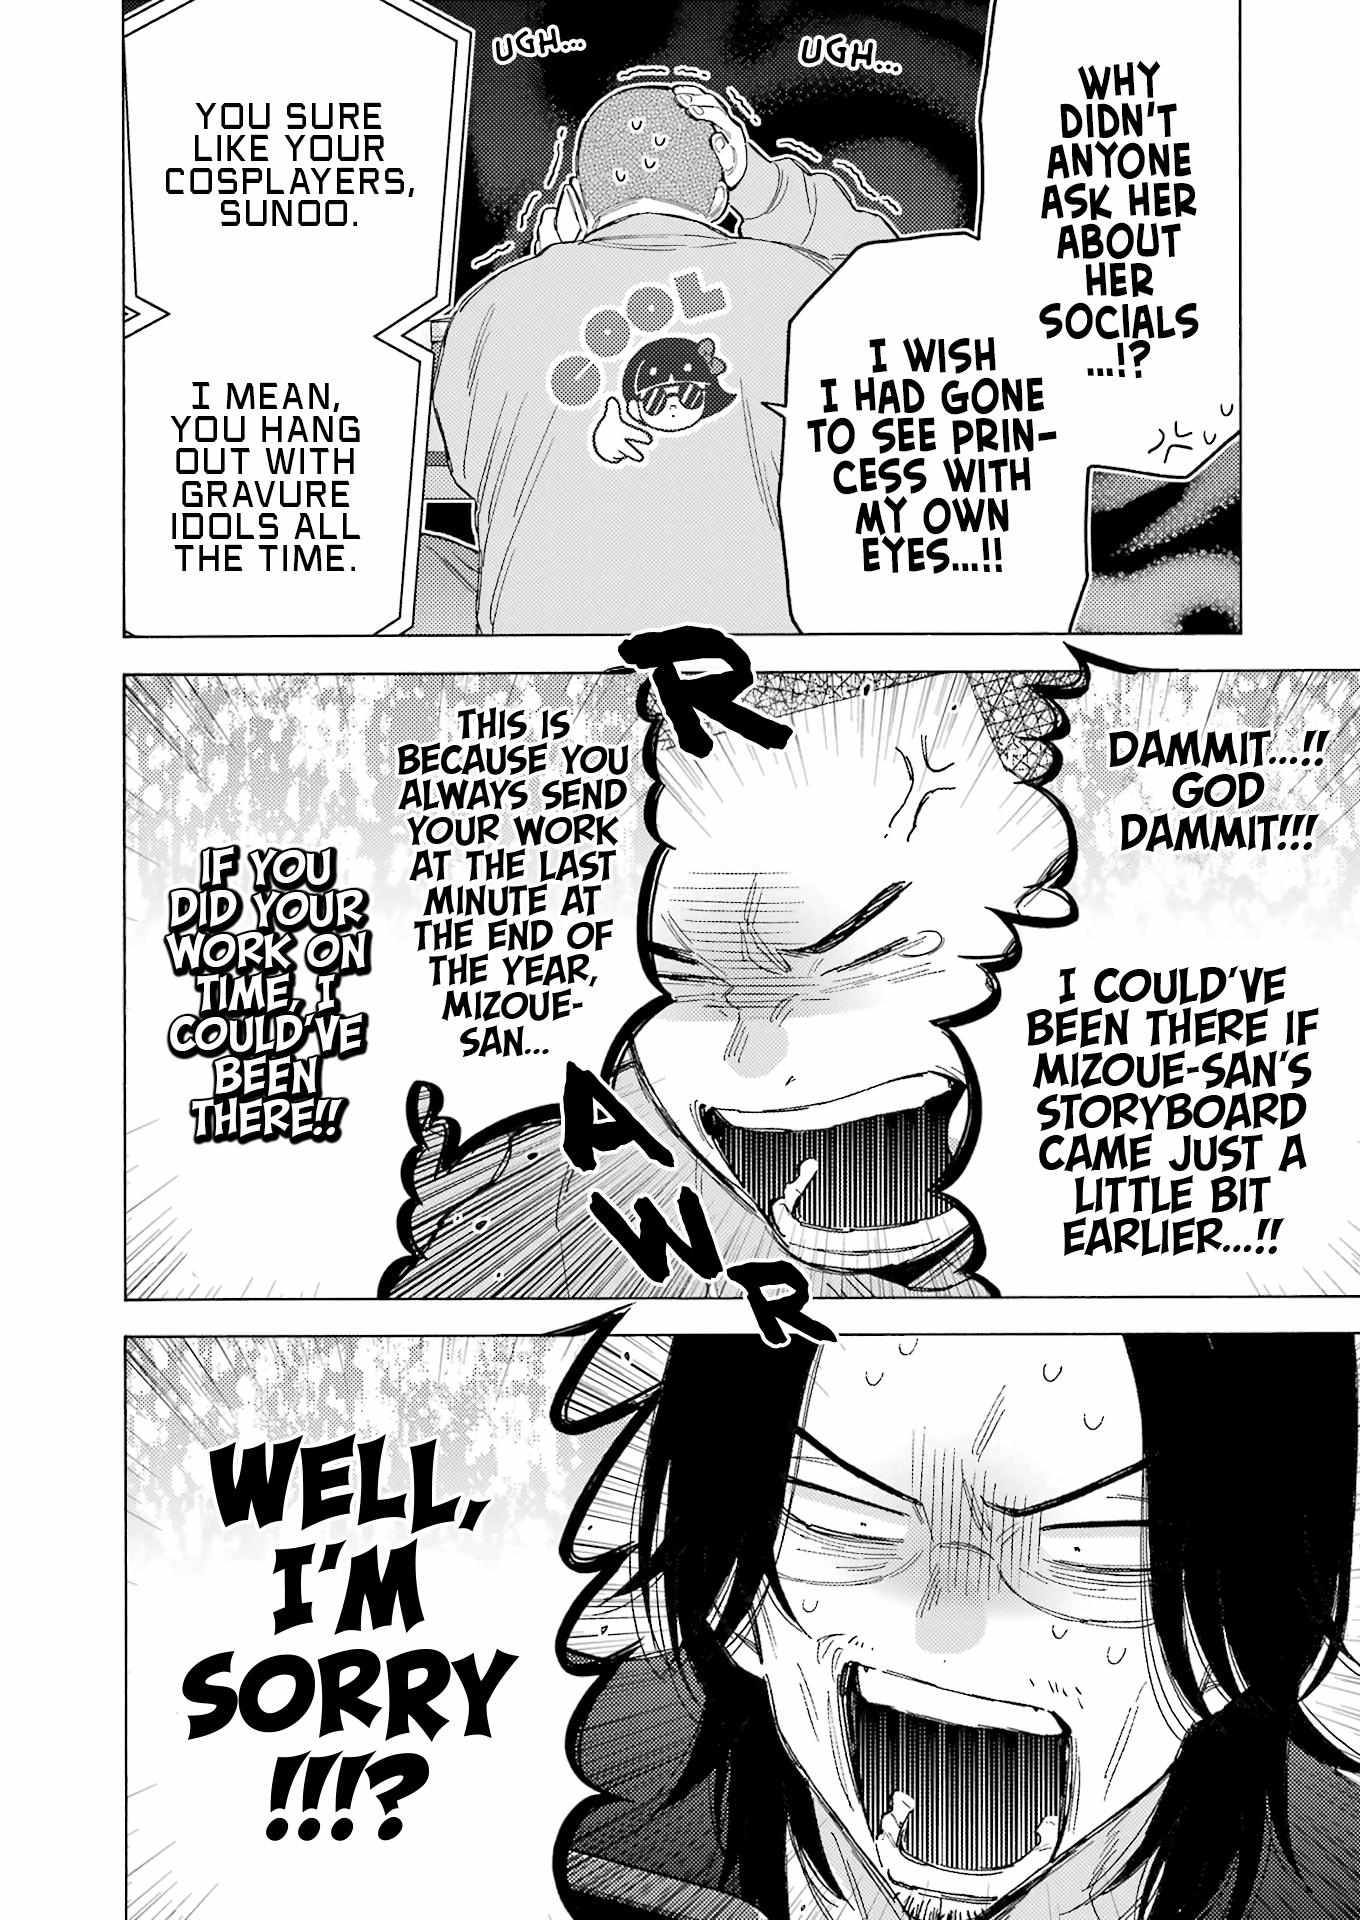 WHY
DIDN'T
ANYONE
ASK HER
ABOUT
HER
SOCIALS
...!?
I WISH
I HAD GONE
TO SEE PRIN-
CESS WITH
MY OWN
EYES...!!
UGH...
UGH...
COOL
YOU SURE
LIKE YOUR
COSPLAYERS,
SUNOO.
I MEAN,
YOU HANG
OUT WITH
GRAVURE
IDOLS ALL
THE TIME.
DAMMIT...!!
GOD
DAMMIT!!!
I COULD'VE
BEEN THERE IF
MIZOUE-SAN'S
STORYBOARD
CAME JUST A
LITTLE BIT
EARLIER...!!
RAWR
THIS IS
BECAUSE YOU
ALWAYS SEND
YOUR WORK
AT THE LAST
MINUTE AT
THE END OF
THE YEAR,
MIZOUE-
SAN...
IF YOU
DID YOUR
WORK ON
TIME, I
COULD'VE
BEEN
THERE!!
WELL,
I'M
SORRY
!!!?